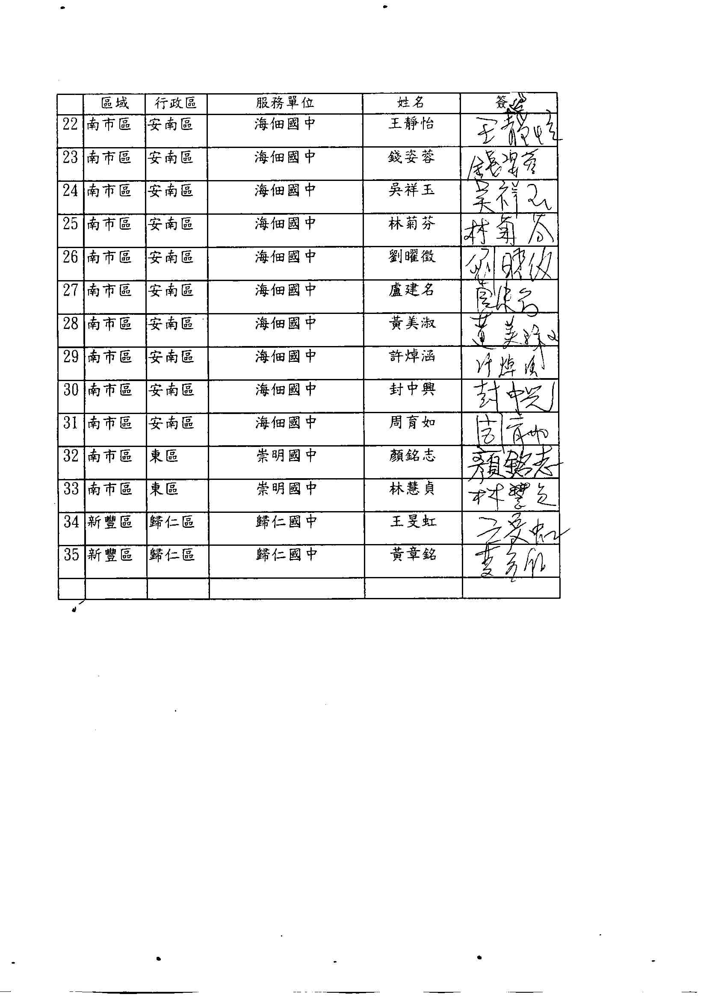 區域 行政區 服務單位 姓名 簽
22 南市區 安南區 海佃國中 王靜怡 王靜怡
23 南市區 安南區 海佃國中 錢姿蓉 錢姿蓉
24 南市區 安南區 海佃國中 吳祥玉 吳祥玉
25 南市區 安南區 海佃國中 林菊芬 林菊芬
26 南市區 安南區 海佃國中 劉曜徵
27 南市區 安南區 海佃國中 盧建名
28 南市區 安南區 海佃國中 黃美淑 黃美淑
29 南市區 安南區 海佃國中 許焯涵 許焯涵
30 南市區 安南區 海佃國中 封中興 封中興
31 南市區 安南區 海佃國中 周育如 周育如
32 南市區 東區 崇明國中 顏銘志 顏銘志
33 南市區 東區 崇明國中 林慧貞 林慧貞
34 新豐區 歸仁區 歸仁國中 王旻虹 王旻虹
35 新豐區 歸仁區 歸仁國中 黃章銘